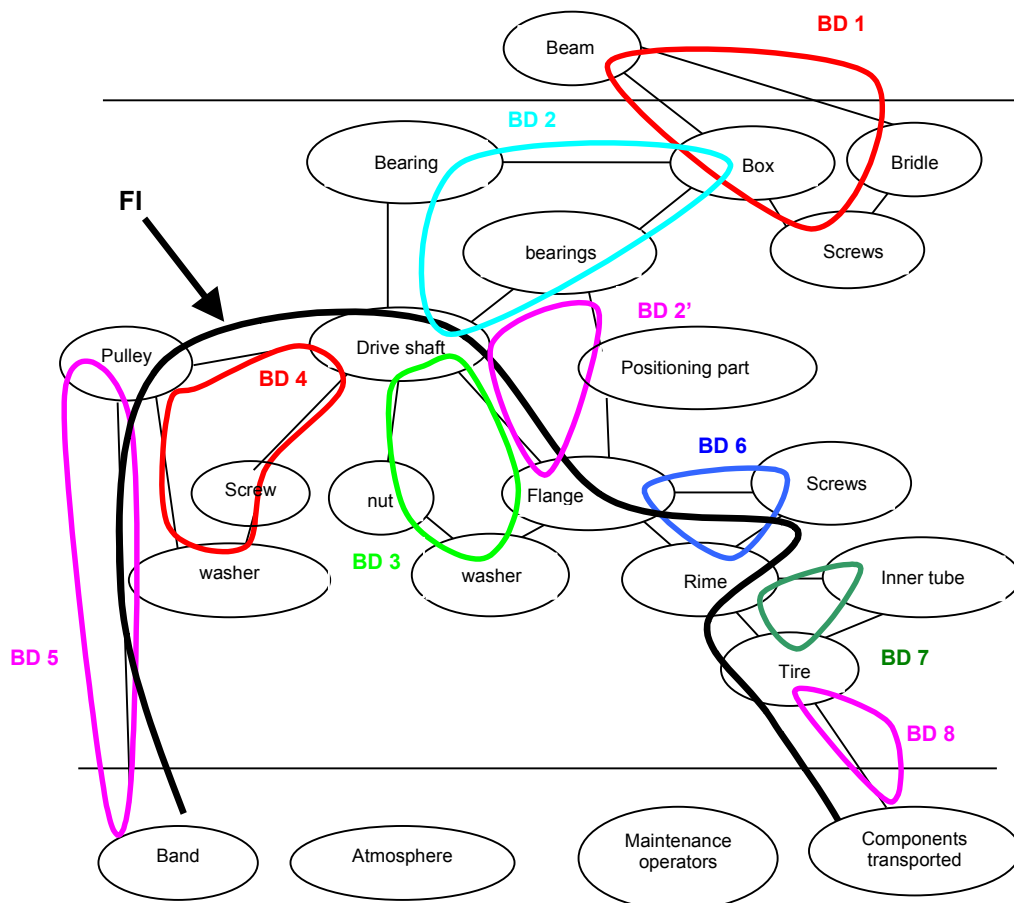 BD 1
Beam
BD 2
Bearing
Box
Bridle
FI
bearings
Screws
BD 2’
Pulley
Drive shaft
Positioning part
BD 4
BD 6
Screw
nut
Flange
Screws
BD 3
washer
washer
Rime
Inner tube
BD 5
BD 7
Tire
BD 8
Band
Atmosphere
Maintenance
operators
Components
transported